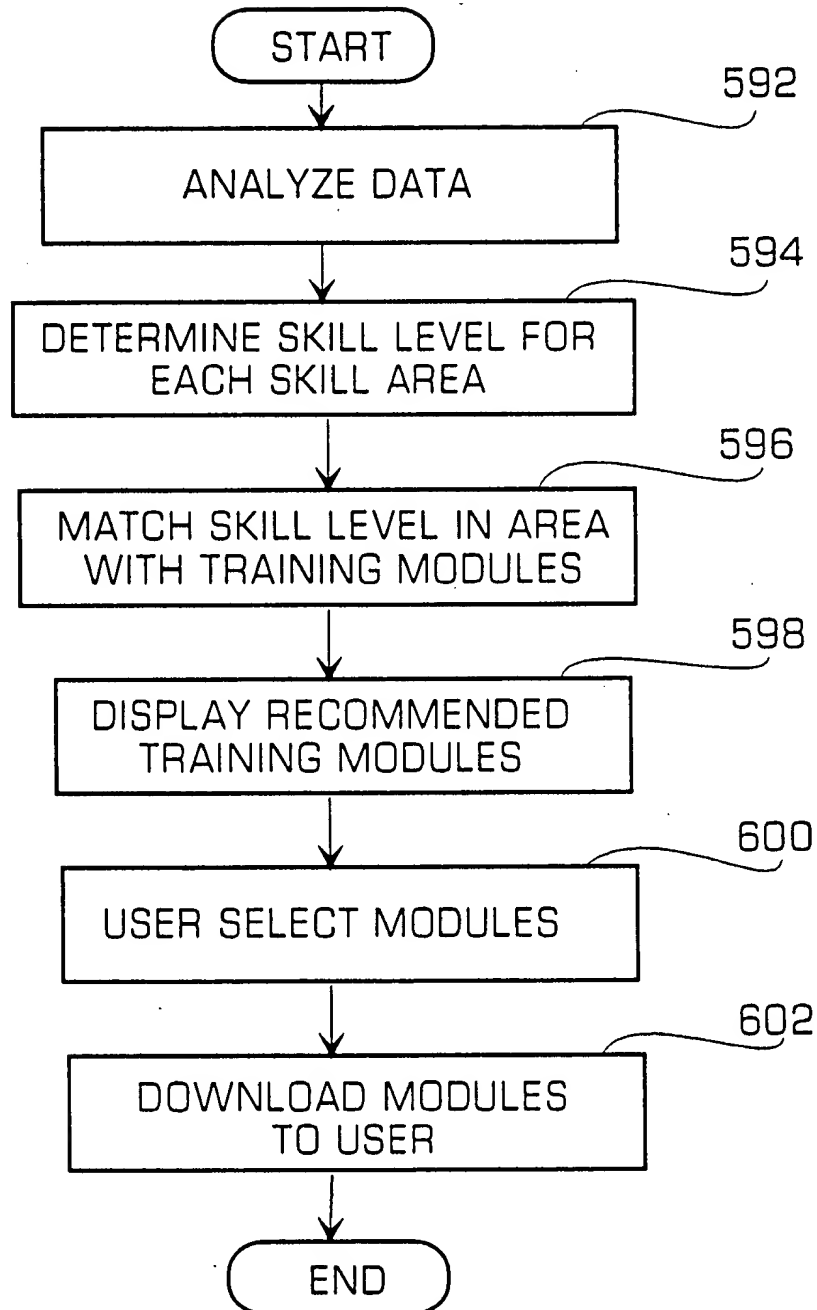 START
592
ANALYZE DATA
594
DETERMINE SKILL LEVEL FOR
EACH SKILL AREA
596
MATCH SKILL LEVEL IN AREA
WITH TRAINING MODULES
598
DISPLAY RECOMMENDED
TRAINING MODULES
600
USER SELECT MODULES
602
DOWNLOAD MODULES
TO USER
END